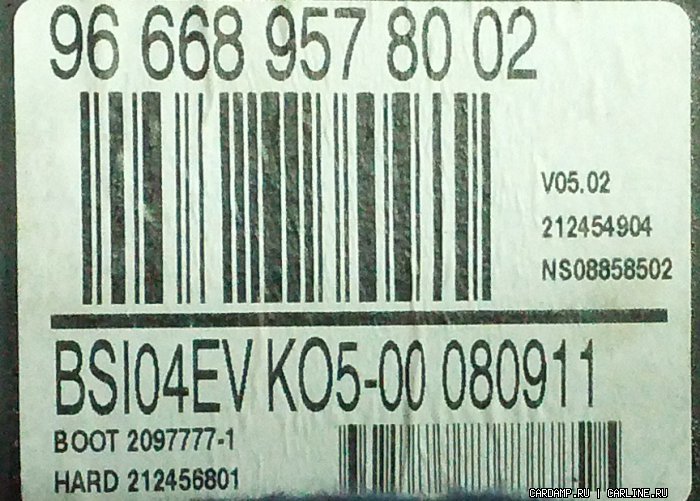 96 668 957 80 02
V05.02
212454904
NS08858502
BSI04EV KO5-00 080911
BOOT 2097777-1
HARD 212456801
CARDAMP.RU | CARLINE.RU